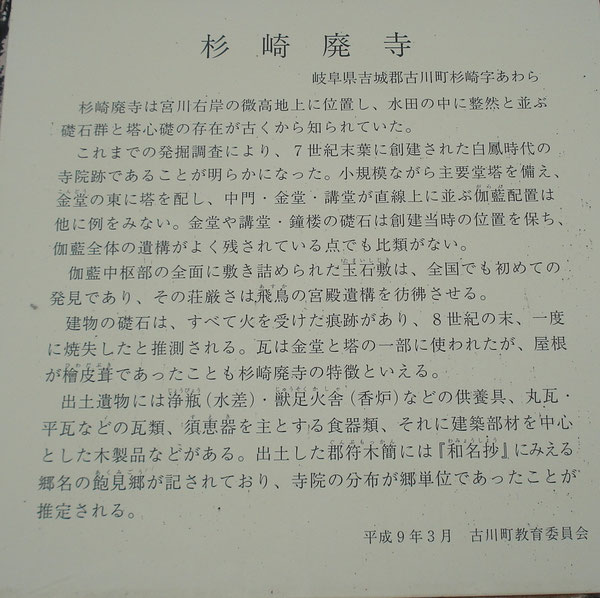 杉崎廃寺
岐阜県吉城郡古川町杉崎字あわら
杉崎廃寺は宮川右岸の微高地上に位置し、水田の中に整然と並ぶ
礎石群と塔心礎の存在が古くから知られていた。
これまでの発掘調査により、7世紀末葉に創建された白鳳時代の
寺院跡であることが明らかになった。小規模ながら主要堂塔を備え、
金堂の東に塔を配し、中門・金堂・講堂が直線上に並ぶ伽藍配置は
他に例をみない。金堂や講堂・鐘楼の礎石は創建当時の位置を保ち、
伽藍全体の遺構がよく残されている点でも比類がない。
伽藍中枢部の全面に敷き詰められた玉石敷は、全国でも初めての
発見であり、その荘厳さは飛鳥の宮殿遺構を彷彿させる。
建物の礎石は、すべて火を受けた痕跡があり、8世紀の末、一度
に焼失したと推測される。瓦は金堂と塔の一部に使われたが、屋根
が檜皮葺であったことも杉崎廃寺の特徴といえる。
出土遺物には浄瓶(水差)・獣足火舎(香炉)などの供養具、丸瓦・
平瓦などの瓦類、須恵器を主とする食器類、それに建築部材を中心
とした木製品などがある。出土した郡符木簡には『和名抄』にみえる
郷名の飽見郷が記されており、寺院の分布が郷単位であったことが
推定される。
平成9年3月 古川町教育委員会